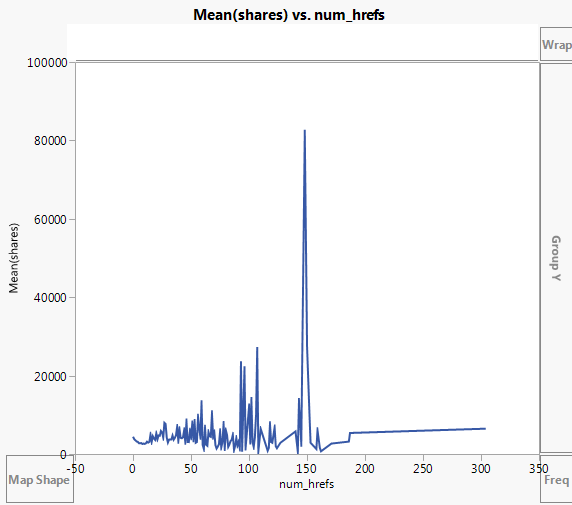 Mean(shares) vs. num_hrefs
Wrap
100000
80000
60000
40000
20000
0
Mean(shares)
Group Y
-50 0 50 100 150 200 250 300 350
num_hrefs
Map Shape
Freq